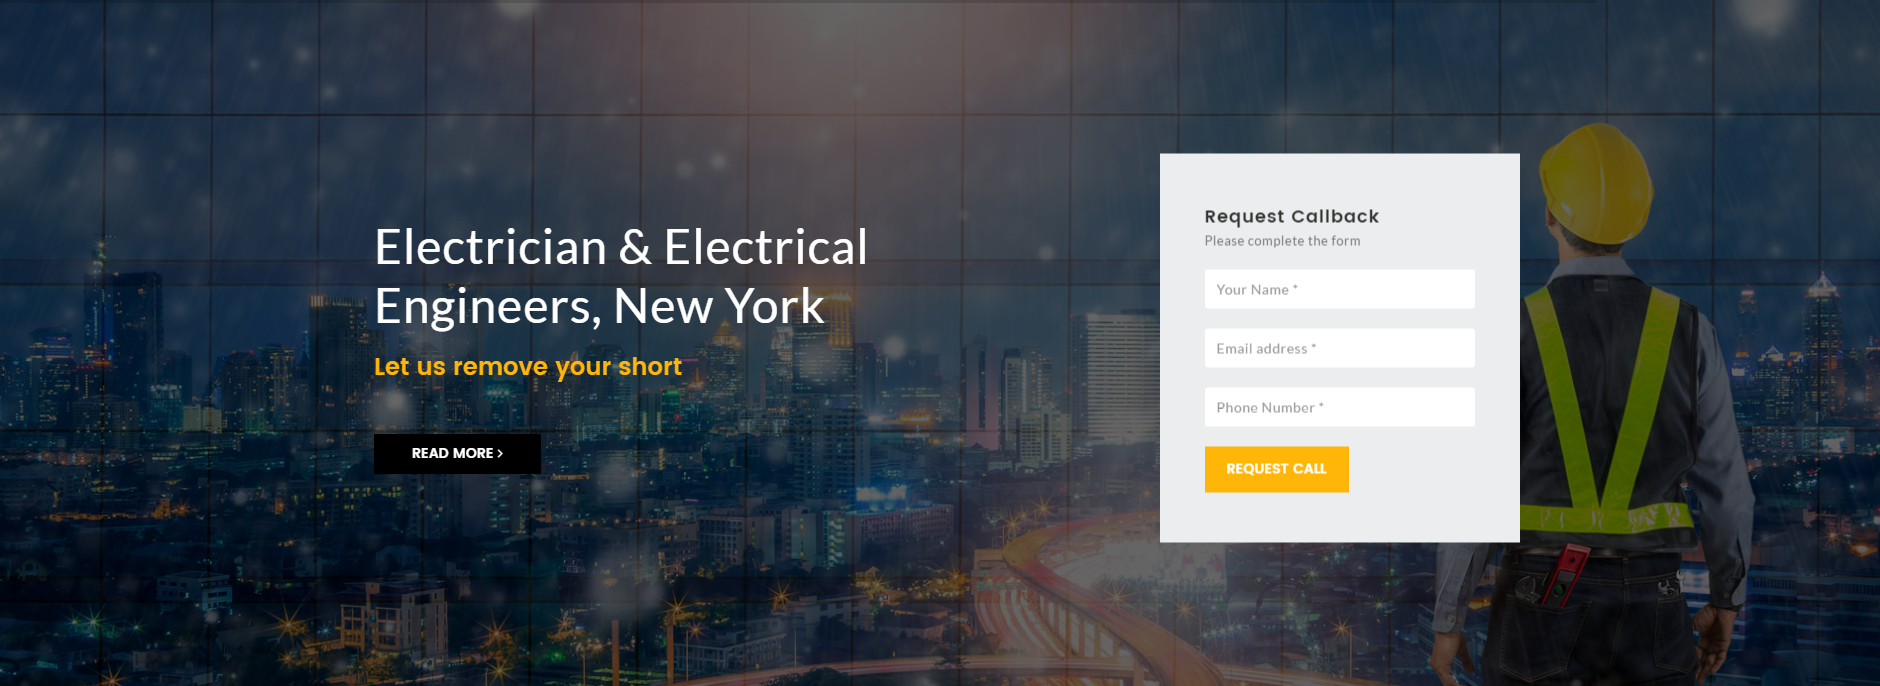 Electrician & Electrical
Engineers, New York
Let us remove your short
READ MORE ›
Request Callback
Please complete the form
Your Name *
Email address *
Phone Number *
REQUEST CALL